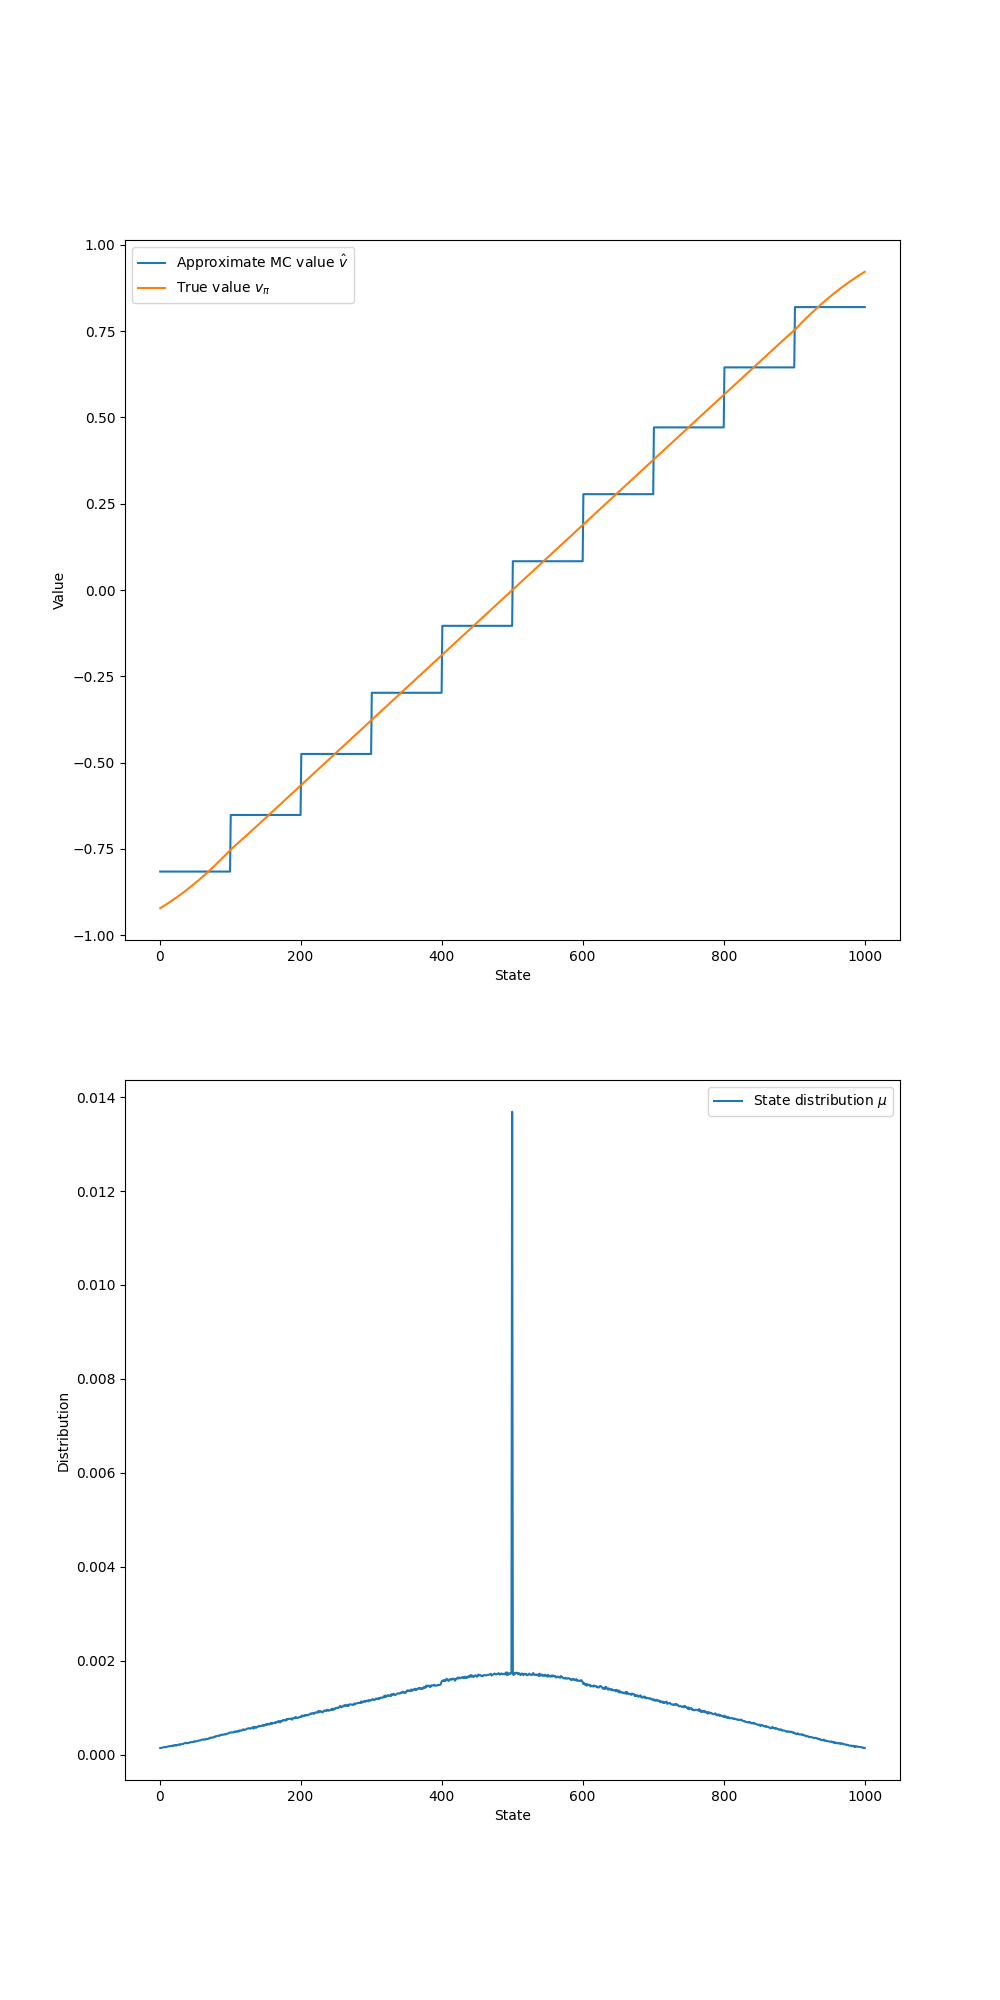 Approximate MC value v̂
True value vπ
1.00
0.75
0.50
0.25
0.00
−0.25
−0.50
−0.75
−1.00
Value
0 200 400 600 800 1000
State
State distribution μ
0.014
0.012
0.010
0.008
0.006
0.004
0.002
0.000
Distribution
0 200 400 600 800 1000
State